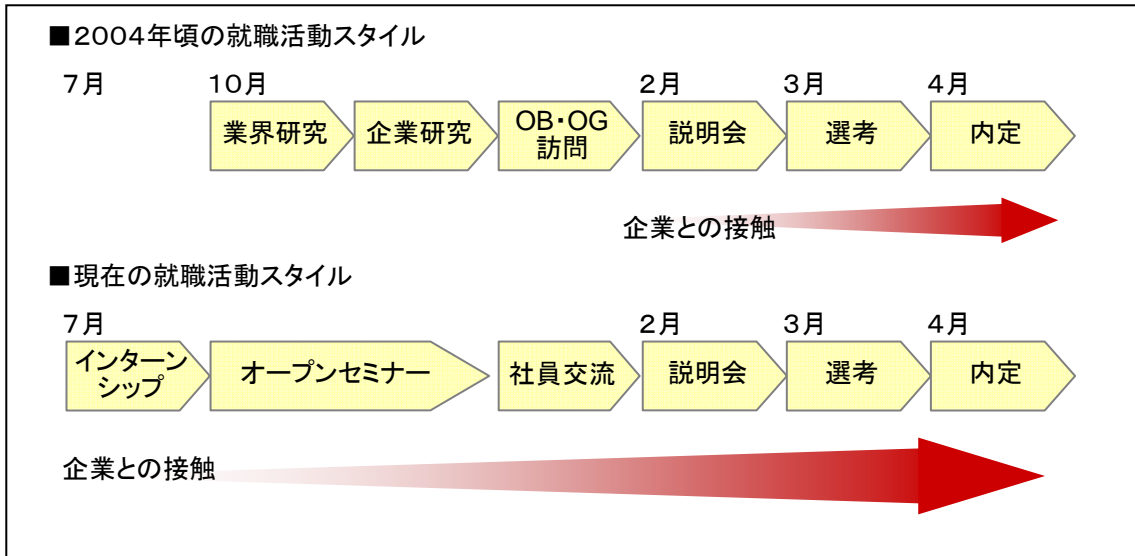 ■2004年頃の就職活動スタイル
7月 10月 2月 3月 4月
業界研究 企業研究 OB・OG訪問 説明会 選考 内定
企業との接触
■現在の就職活動スタイル
7月 2月 3月 4月
インターンシップ オープンセミナー 社員交流 説明会 選考 内定
企業との接触